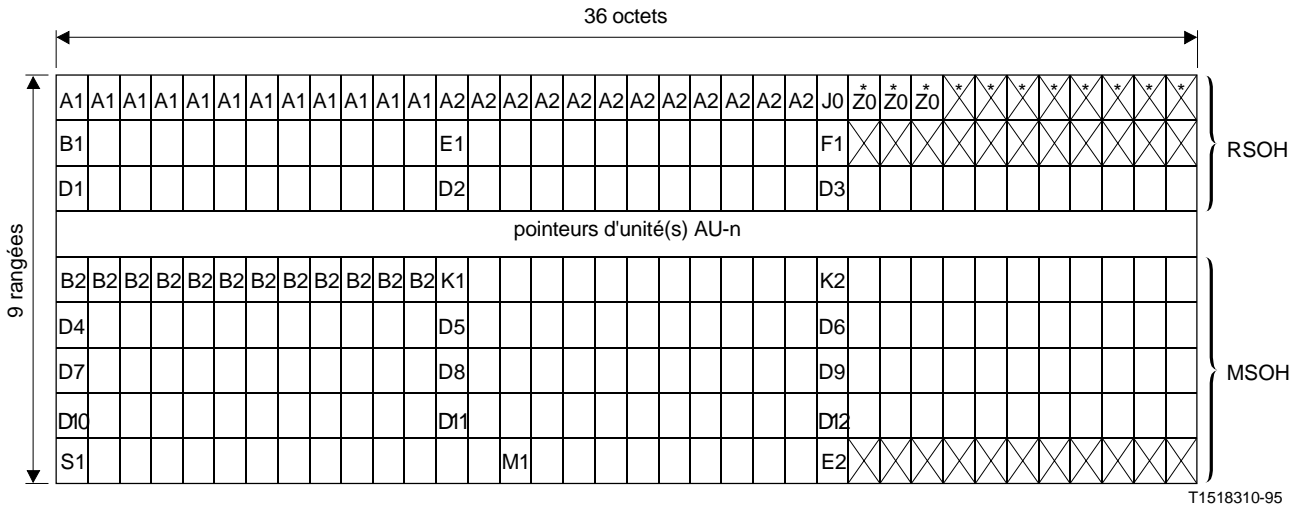 36 octets
* * * * * * * * * * *
A1 A1 A1 A1 A1 A1 A1 A1 A1 A1 A1 A1 A2 A2 A2 A2 A2 A2 A2 A2 A2 A2 A2 A2 J0 Z0 Z0 Z0
B1 E1 F1
RSOH
D1 D2 D3
pointeurs d'unité(s) AU-n
9 rangées
B2 B2 B2 B2 B2 B2 B2 B2 B2 B2 B2 B2 K1 K2
D4 D5 D6
D7 D8 D9
MSOH
D10 D11 D12
S1 M1 E2
T1518310-95